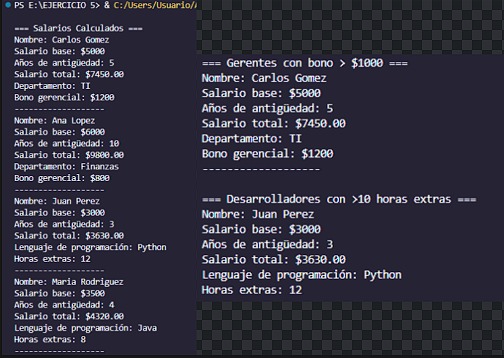 PS E:\EJERCICIO 5> & C:/Users/Usuario/
=== Salarios Calculados ===
Nombre: Carlos Gomez
Salario base: $5000
Años de antigüedad: 5
Salario total: $7450.00
Departamento: TI
Bono gerencial: $1200
-------------------
Nombre: Ana Lopez
Salario base: $6000
Años de antigüedad: 10
Salario total: $9800.00
Departamento: Finanzas
Bono gerencial: $800
-------------------
Nombre: Juan Perez
Salario base: $3000
Años de antigüedad: 3
Salario total: $3630.00
Lenguaje de programación: Python
Horas extras: 12
-------------------
Nombre: Maria Rodriguez
Salario base: $3500
Años de antigüedad: 4
Salario total: $4320.00
Lenguaje de programación: Java
Horas extras: 8
-------------------
=== Gerentes con bono > $1000 ===
Nombre: Carlos Gomez
Salario base: $5000
Años de antigüedad: 5
Salario total: $7450.00
Departamento: TI
Bono gerencial: $1200
-------------------
=== Desarrolladores con >10 horas extras ===
Nombre: Juan Perez
Salario base: $3000
Años de antigüedad: 3
Salario total: $3630.00
Lenguaje de programación: Python
Horas extras: 12